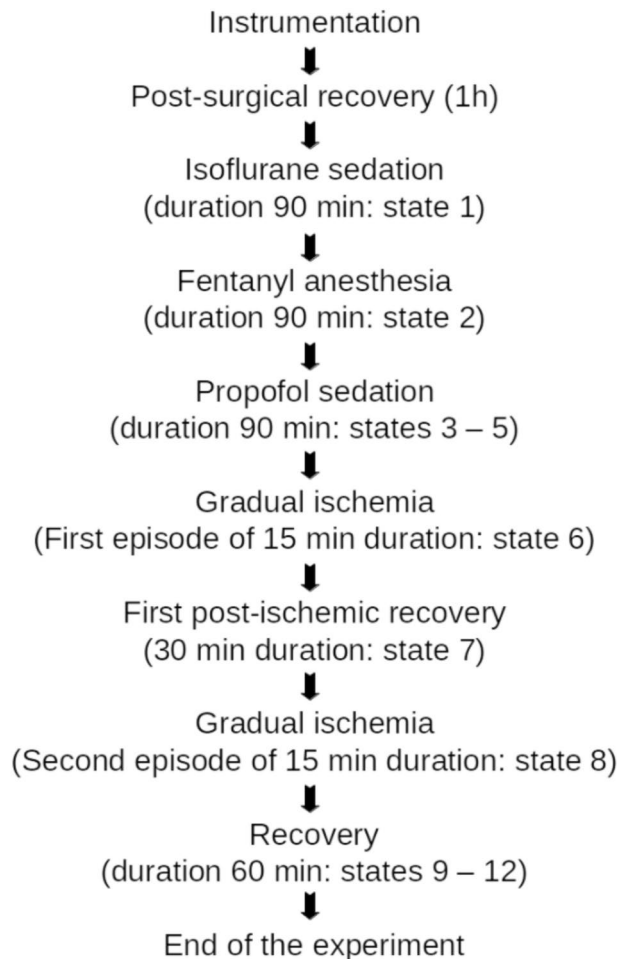 Instrumentation
Post-surgical recovery (1h)
Isoflurane sedation
(duration 90 min: state 1)
Fentanyl anesthesia
(duration 90 min: state 2)
Propofol sedation
(duration 90 min: states 3 – 5)
Gradual ischemia
(First episode of 15 min duration: state 6)
First post-ischemic recovery
(30 min duration: state 7)
Gradual ischemia
(Second episode of 15 min duration: state 8)
Recovery
(duration 60 min: states 9 – 12)
End of the experiment